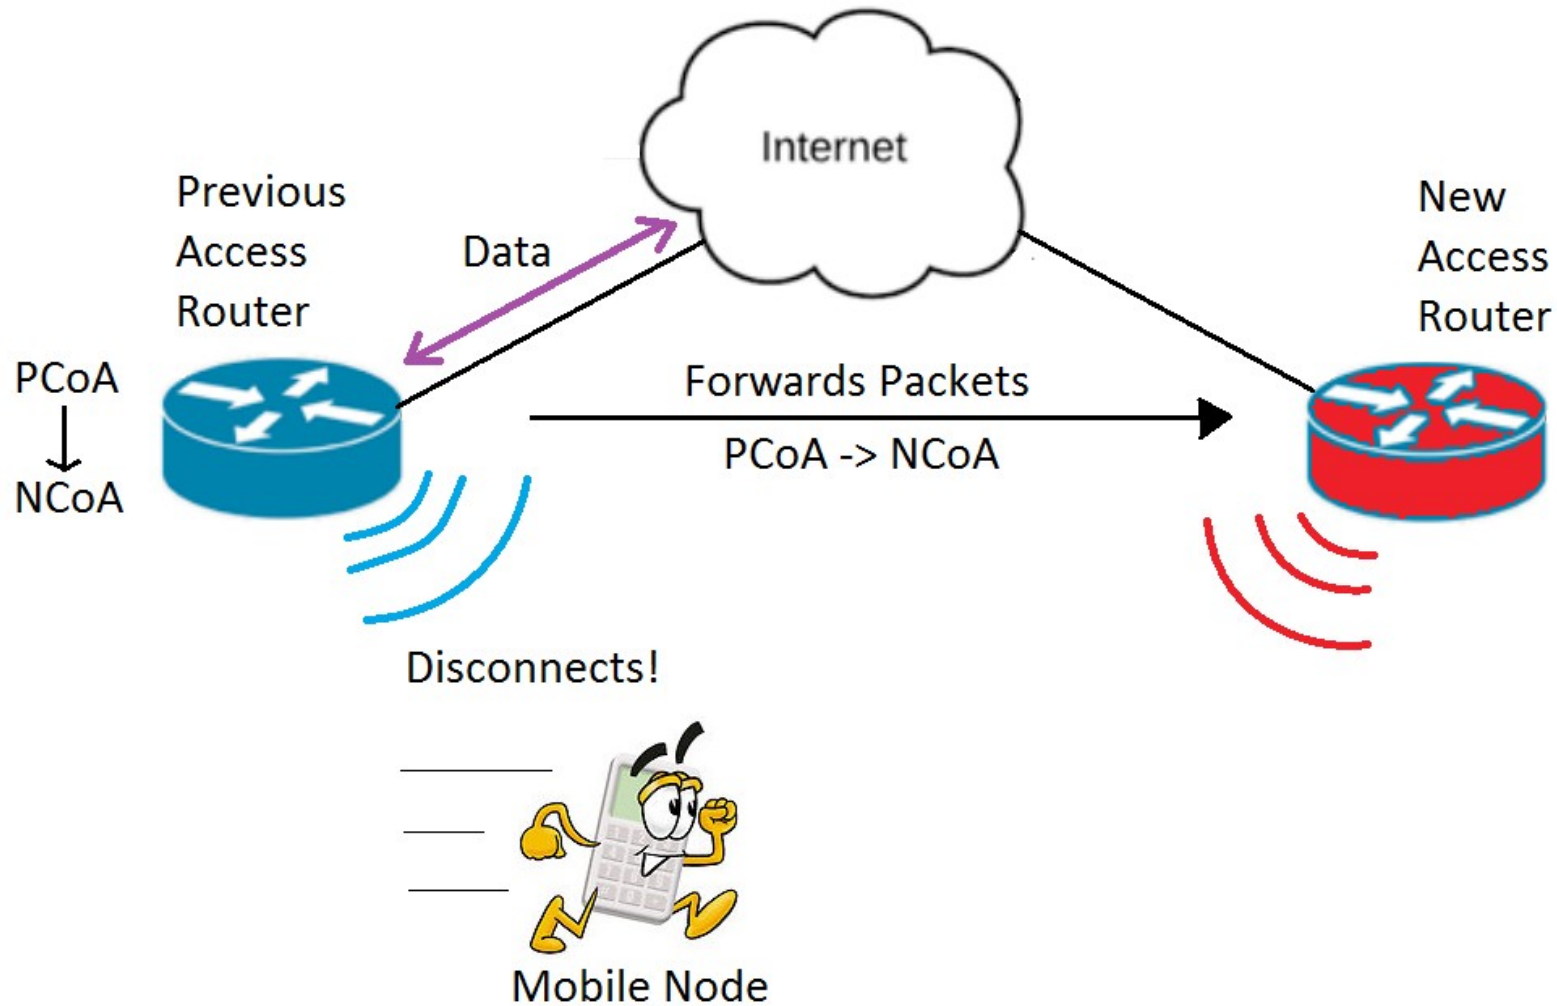 Internet
Previous
Access
Router
Data
New
Access
Router
PCoA
NCoA
Forwards Packets
PCoA -> NCoA
Disconnects!
Mobile Node